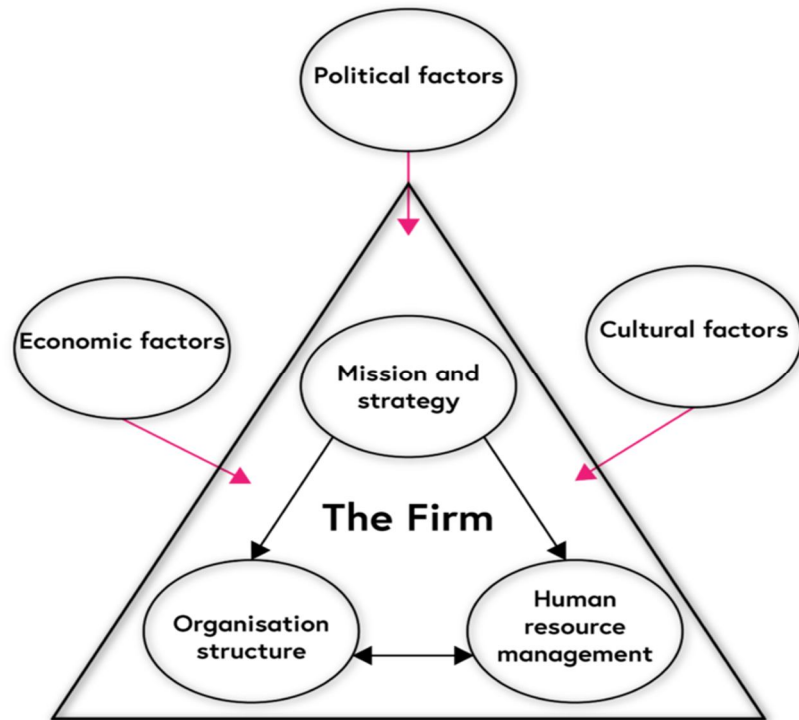 Political factors
Economic factors
Cultural factors
Mission and
strategy
The Firm
Organisation
structure
Human
resource
management